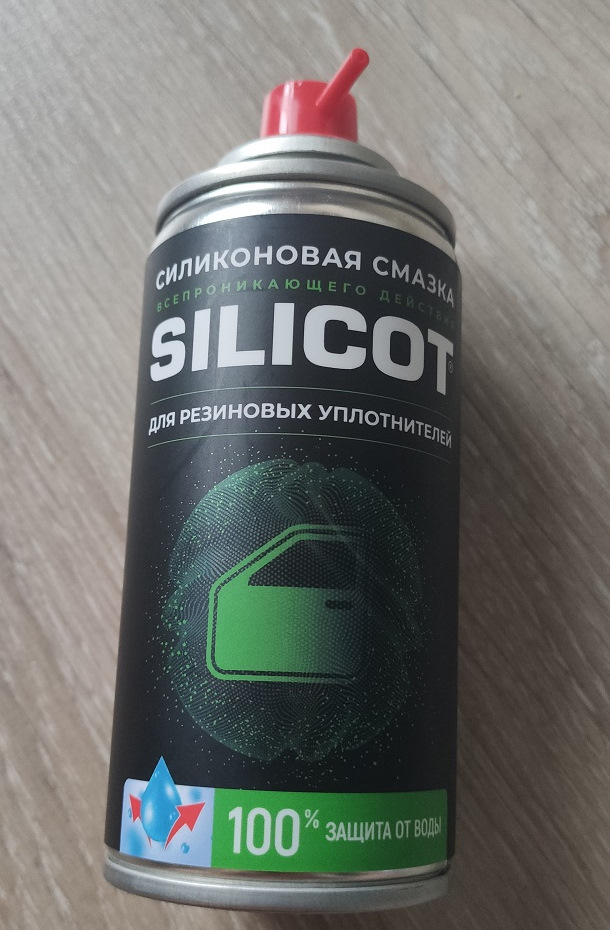 СИЛИКОНОВАЯ СМАЗКА
ВСЕПРОНИКАЮЩЕГО ДЕЙСТВИЯ
SILICOT®
ДЛЯ РЕЗИНОВЫХ УПЛОТНИТЕЛЕЙ
100% ЗАЩИТА ОТ ВОДЫ